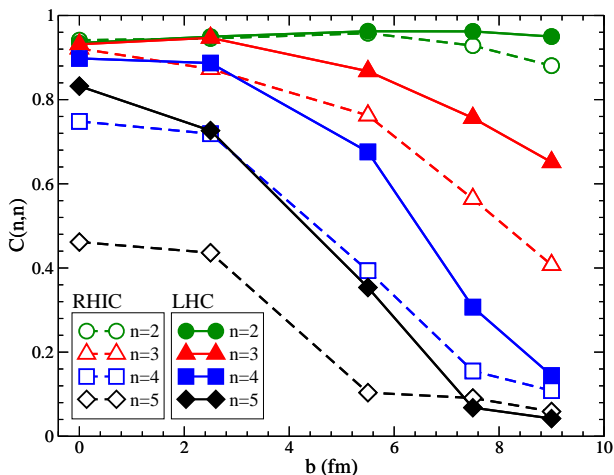 1
0.8
0.6
0.4
0.2
0
C(n,n)
RHIC LHC
n=2 n=2
n=3 n=3
n=4 n=4
n=5 n=5
0 2 4 6 8 10
b (fm)